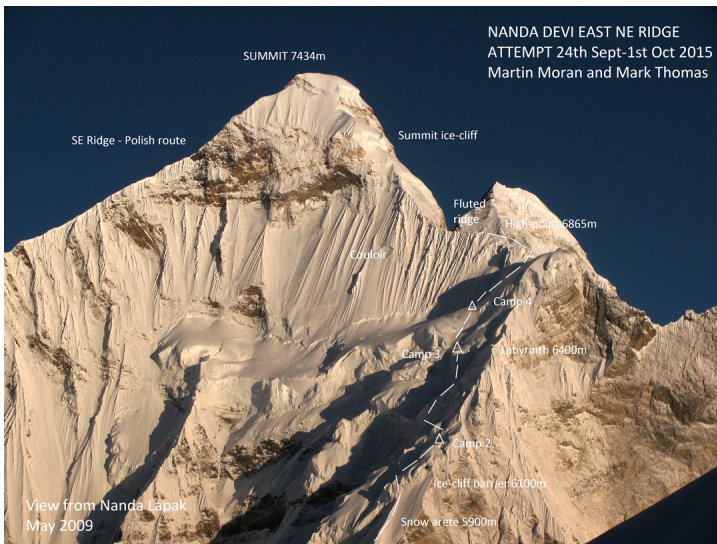 NANDA DEVI EAST NE RIDGE
ATTEMPT 24th Sept-1st Oct 2015
Martin Moran and Mark Thomas
SUMMIT 7434m
Summit ice-cliff
SE Ridge - Polish route
Fluted
ridge
High-point 6865m
Couloir
Camp 4
Labyrinth 6400m
Camp 3
Camp 2
Ice-cliff barrier 6100m
View from Nanda Lapak
May 2009
Snow arete 5900m